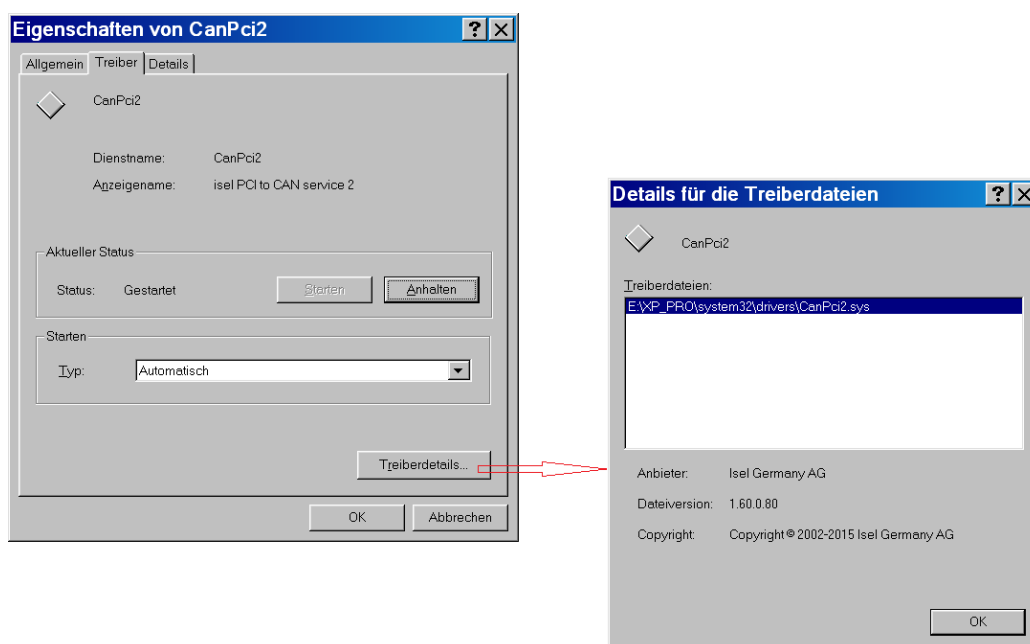 Eigenschaften von CanPci2
Allgemein Treiber Details
CanPci2
Dienstname: CanPci2
Anzeigename: isel PCI to CAN service 2
Aktueller Status
Status: Gestartet Starten Anhalten
Starten
Typ: Automatisch
Treiberdetails...
OK Abbrechen
Details für die Treiberdateien
CanPci2
Treiberdateien:
E:\XP_PRO\system32\drivers\CanPci2.sys
Anbieter: Isel Germany AG
Dateiversion: 1.60.0.80
Copyright: Copyright © 2002-2015 Isel Germany AG
OK